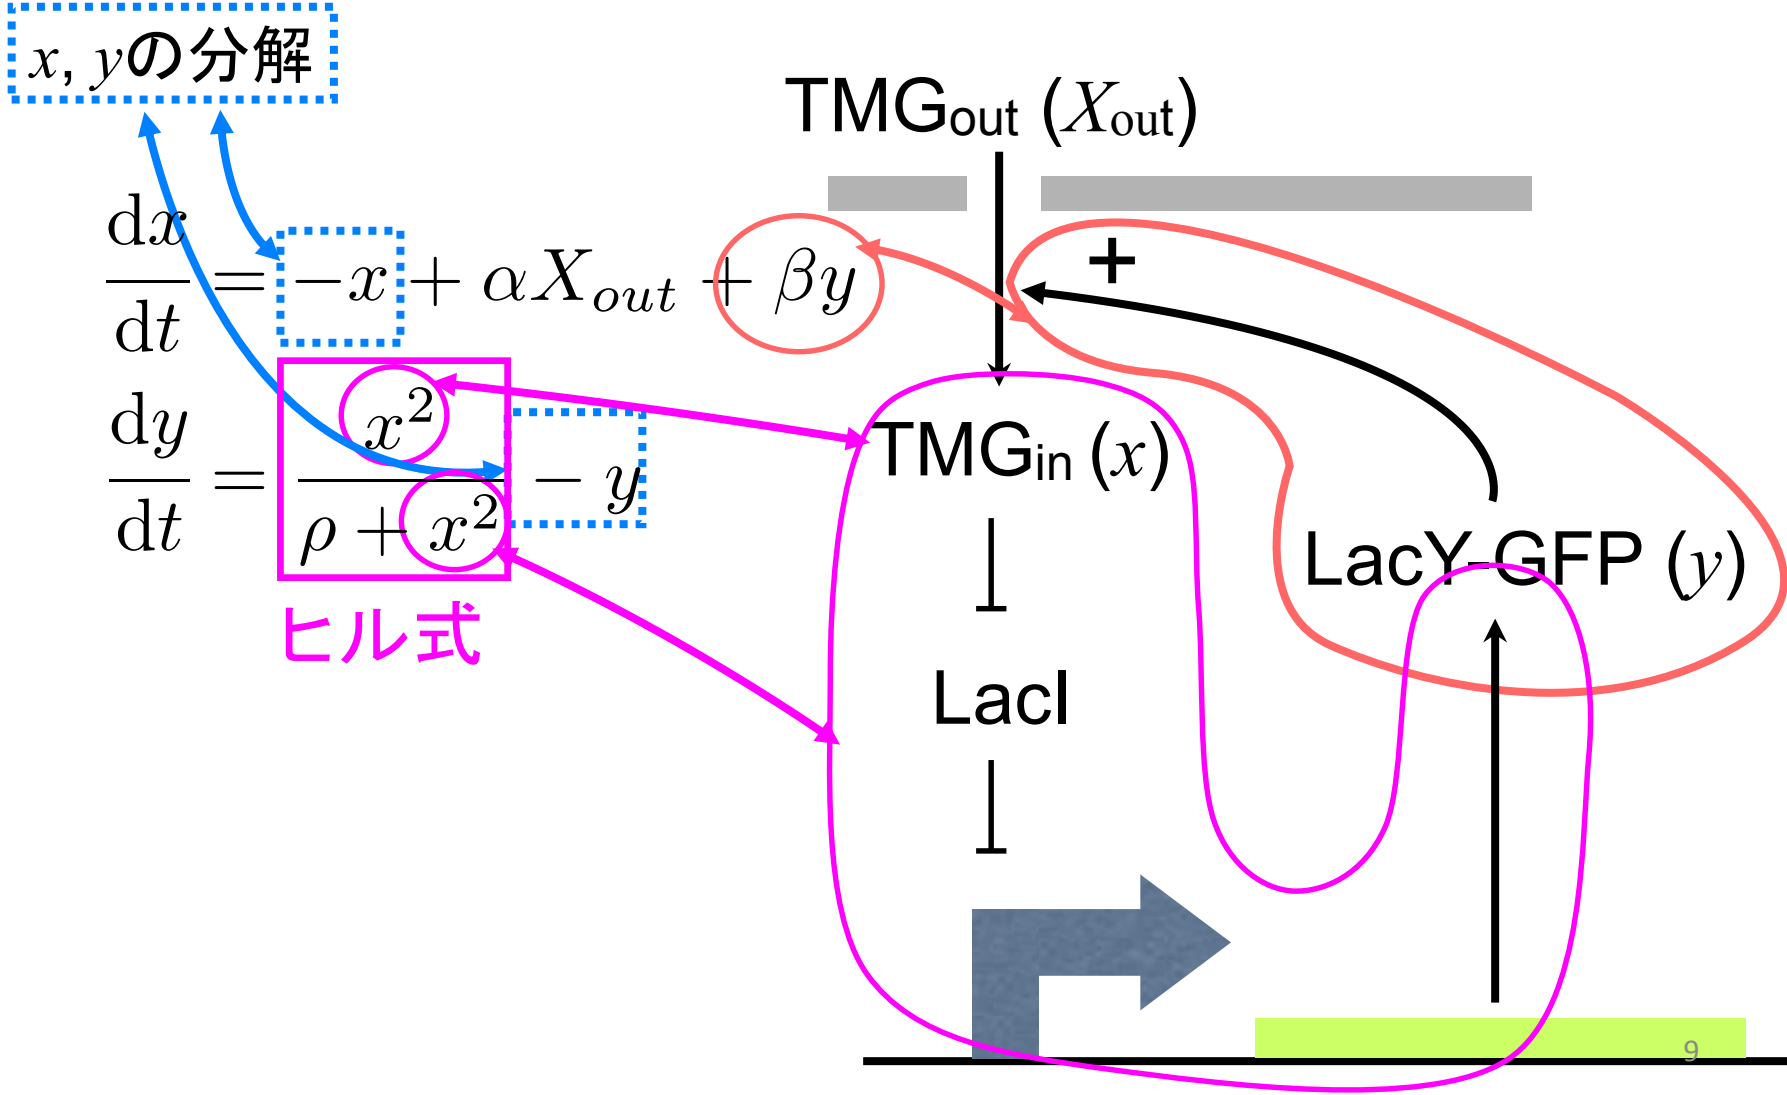 x, yの分解
TMGout (Xout)
dx/dt = −x + αXout + βy
+
dy/dt = x²/(ρ + x²) − y
ヒル式
TMGin (x)
LacY-GFP (y)
LacI
9